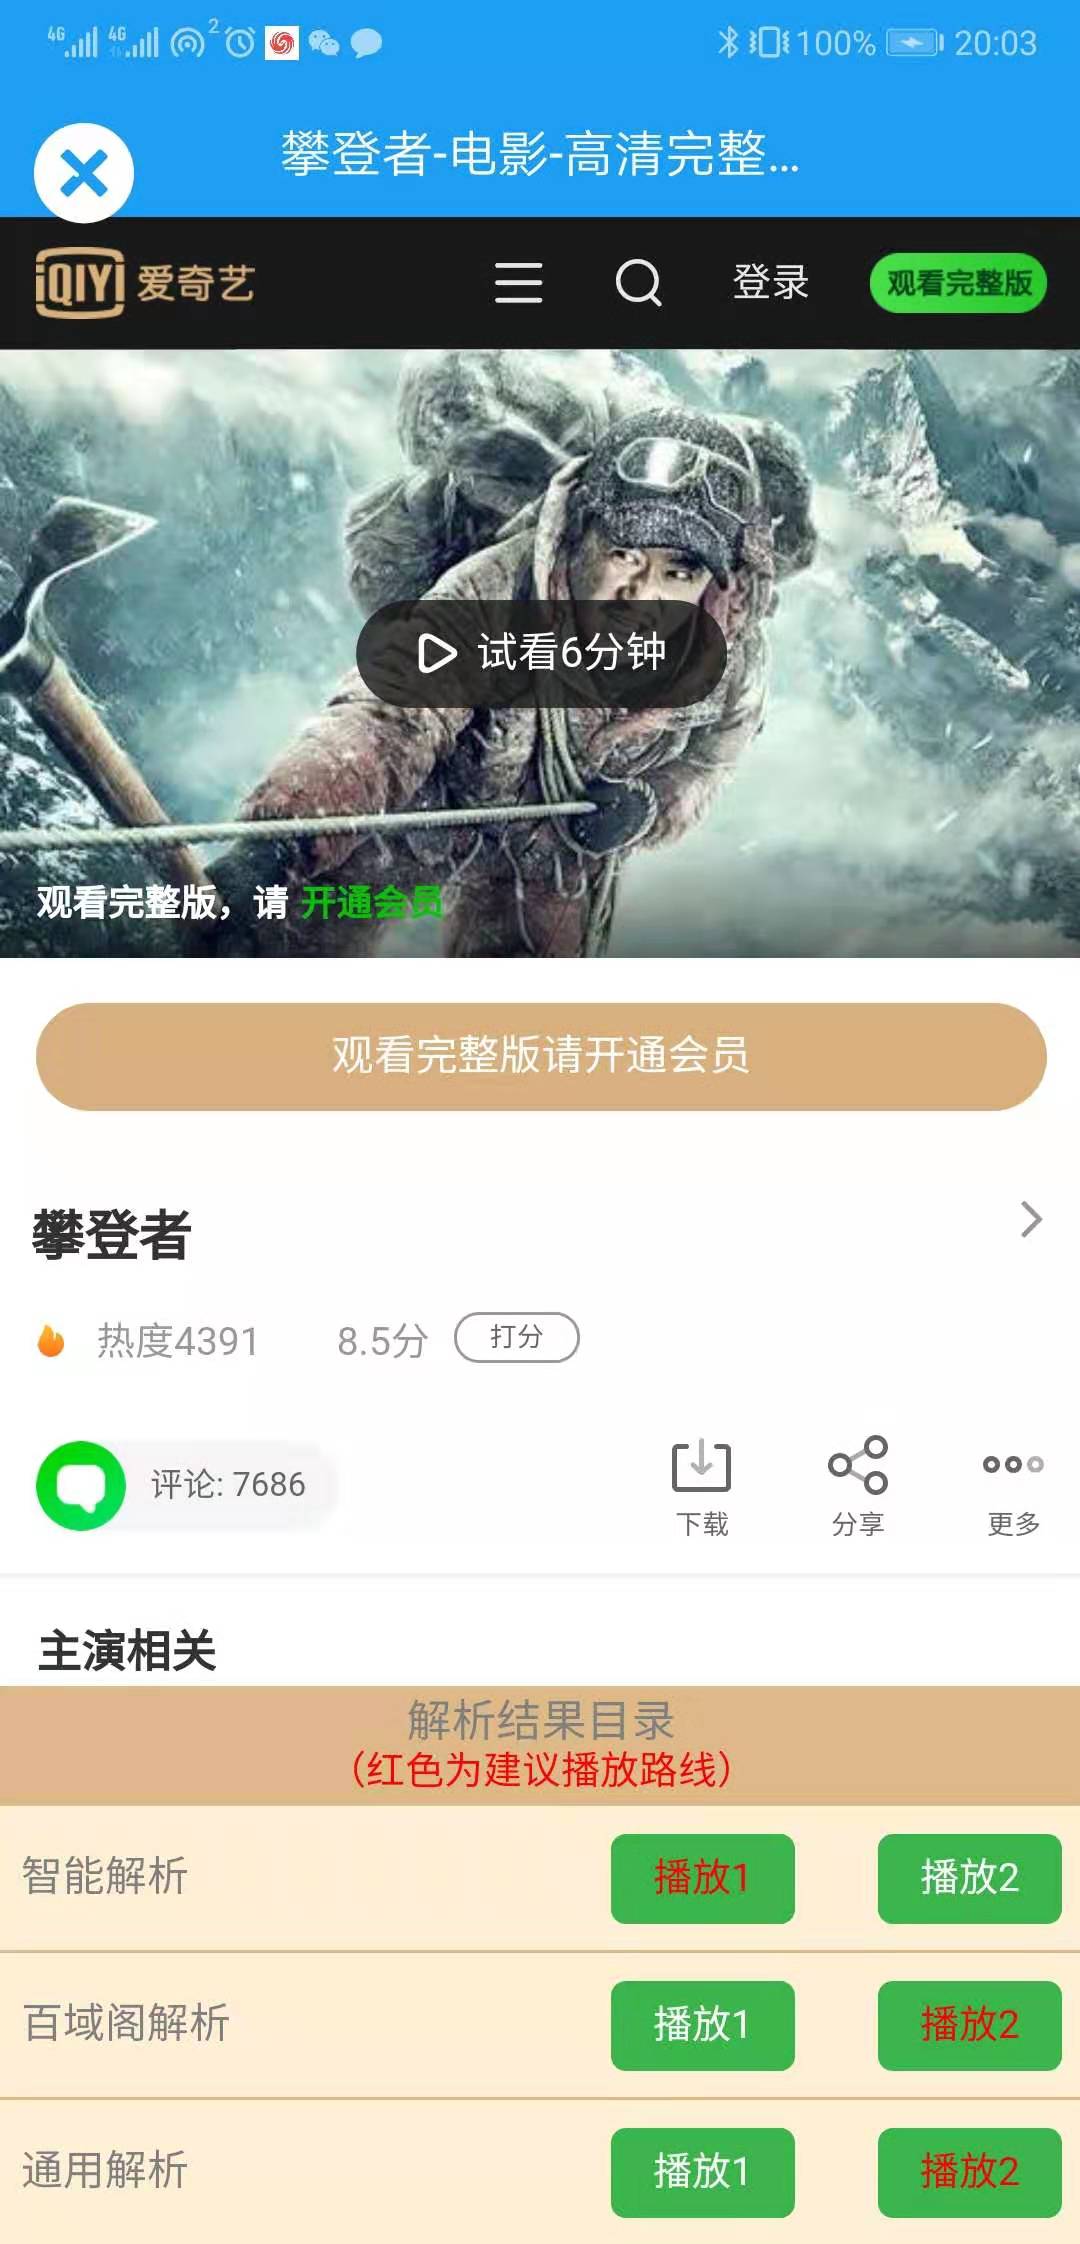 4G 4G 2 100% 20:03
攀登者-电影-高清完整...
iQIYI 爱奇艺 登录 观看完整版
试看6分钟
观看完整版，请 开通会员
观看完整版请开通会员
攀登者
热度4391 8.5分 打分
评论: 7686
下载 分享 更多
主演相关
解析结果目录
（红色为建议播放路线）
智能解析 播放1 播放2
百域阁解析 播放1 播放2
通用解析 播放1 播放2